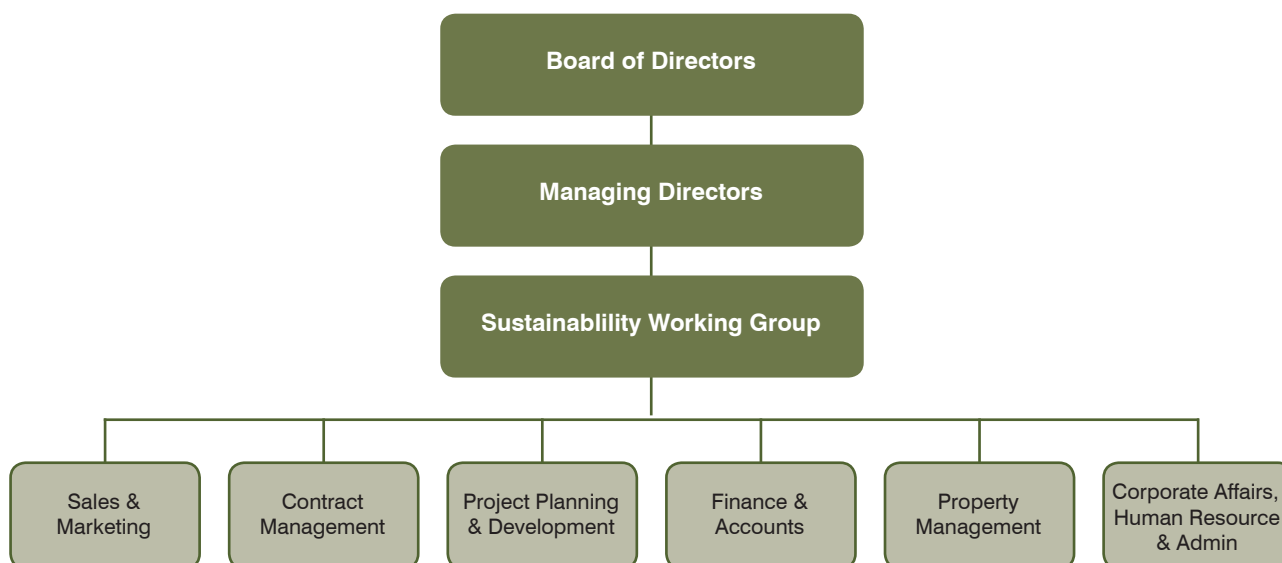 Board of Directors
Managing Directors
Sustainablility Working Group
Sales &
Marketing
Contract
Management
Project Planning
& Development
Finance &
Accounts
Property
Management
Corporate Affairs,
Human Resource
& Admin